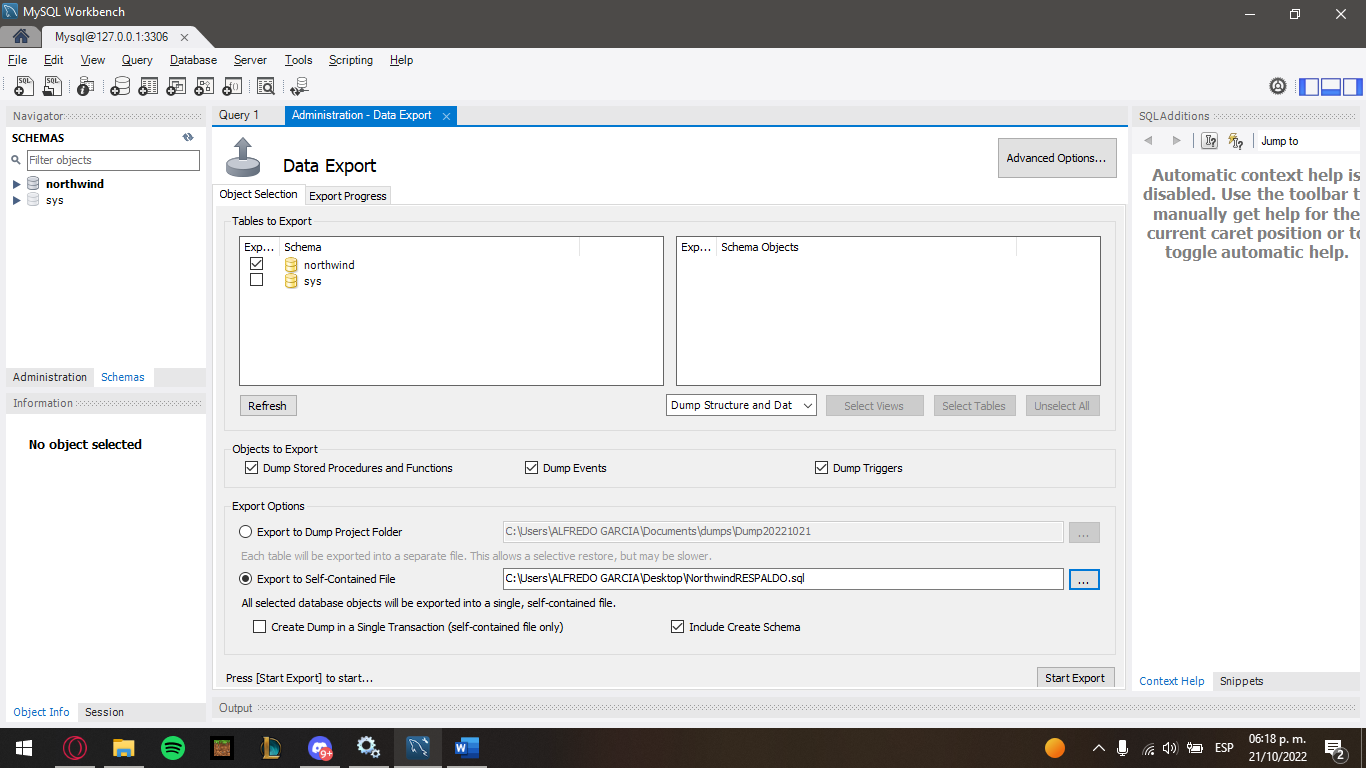 MySQL Workbench
Mysql@127.0.0.1:3306
File Edit View Query Database Server Tools Scripting Help
Navigator
SCHEMAS
Filter objects
northwind
sys
Administration Schemas
Information
No object selected
Object Info Session
Query 1 Administration - Data Export
Data Export
Advanced Options...
Object Selection Export Progress
Tables to Export
Exp... Schema
northwind
sys
Exp... Schema Objects
Refresh Dump Structure and Dat Select Views Select Tables Unselect All
Objects to Export
Dump Stored Procedures and Functions Dump Events Dump Triggers
Export Options
Export to Dump Project Folder C:\Users\ALFREDO GARCIA\Documents\dumps\Dump20221021 ...
Each table will be exported into a separate file. This allows a selective restore, but may be slower.
Export to Self-Contained File C:\Users\ALFREDO GARCIA\Desktop\NorthwindRESPALDO.sql ...
All selected database objects will be exported into a single, self-contained file.
Create Dump in a Single Transaction (self-contained file only) Include Create Schema
Press [Start Export] to start... Start Export
Output
SQLAdditions
Jump to
Automatic context help is
disabled. Use the toolbar t
manually get help for the
current caret position or to
toggle automatic help.
Context Help Snippets
9+
W
ESP
06:18 p. m.
21/10/2022
2